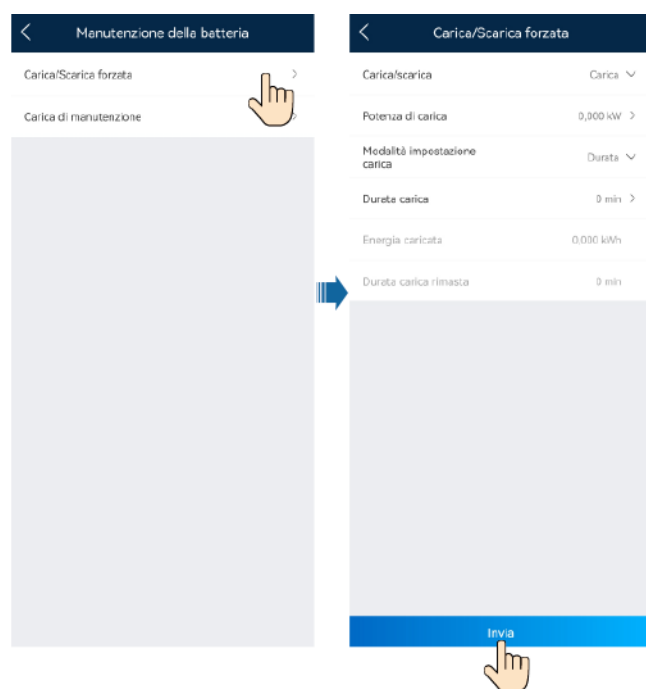 Manutenzione della batteria
Carica/Scarica forzata
Carica di manutenzione
Carica/Scarica forzata
Carica/scarica Carica
Potenza di carica 0,000 kW
Modalità impostazione
carica
Durata
Durata carica 0 min
Energia caricata 0.000 kWh
Durata carica rimasta 0 min
Invia